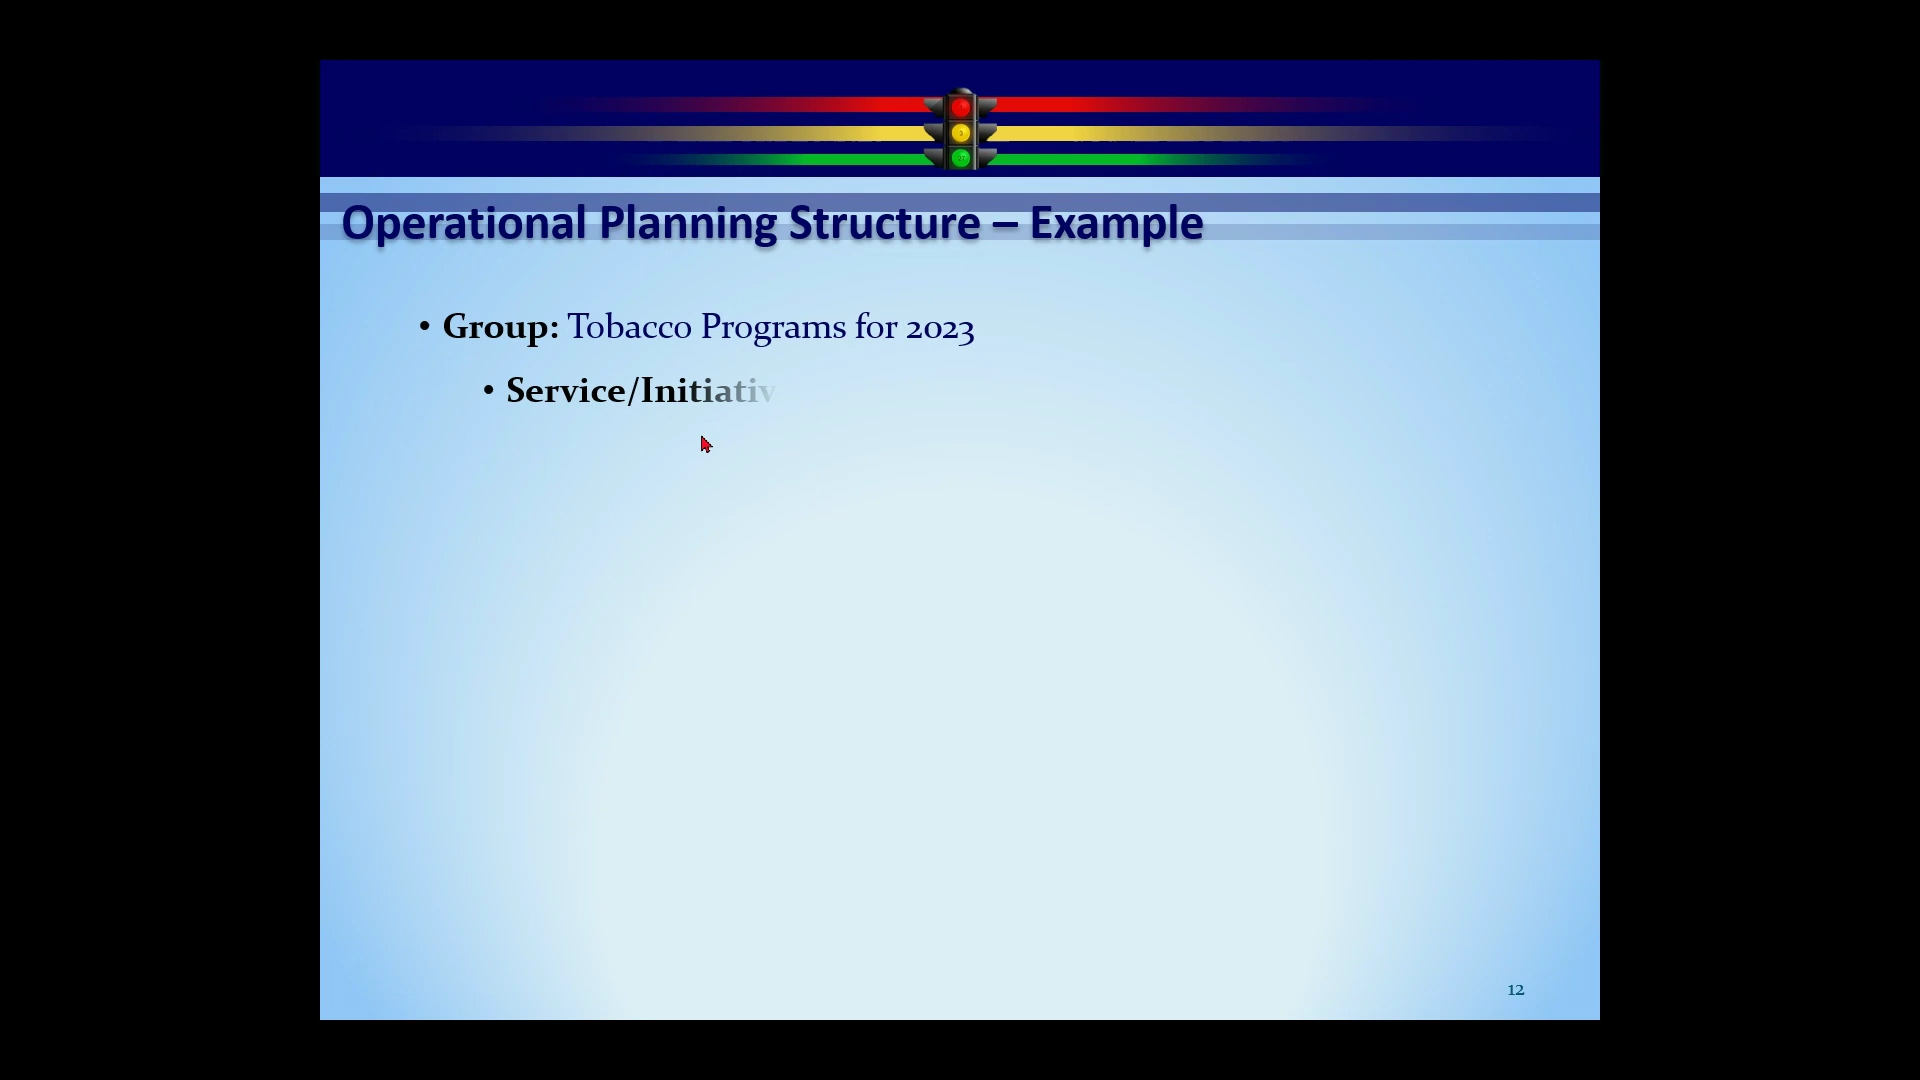 Operational Planning Structure – Example
• Group: Tobacco Programs for 2023
• Service/Initiativ
12